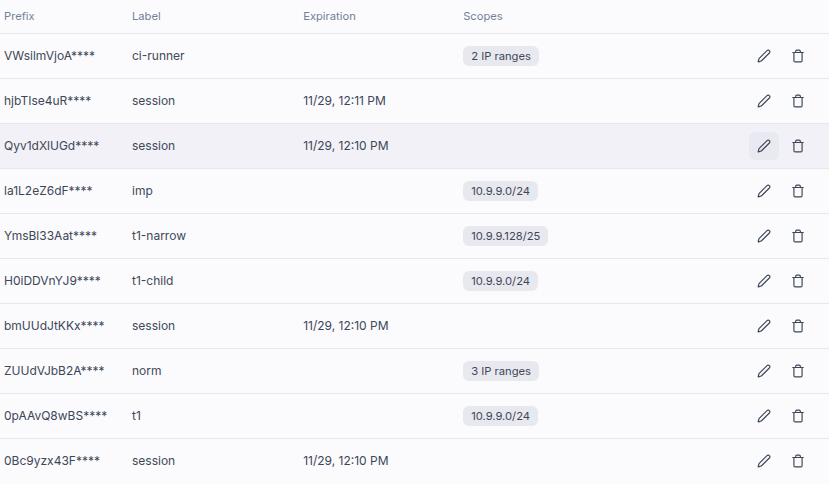 Prefix Label Expiration Scopes
VWsilmVjoA**** ci-runner 2 IP ranges
hjbTIse4uR**** session 11/29, 12:11 PM
Qyv1dXlUGd**** session 11/29, 12:10 PM
la1L2eZ6dF**** imp 10.9.9.0/24
YmsBl33Aat**** t1-narrow 10.9.9.128/25
H0iDDVnYJ9**** t1-child 10.9.9.0/24
bmUUdJtKKx**** session 11/29, 12:10 PM
ZUUdVJbB2A**** norm 3 IP ranges
0pAAvQ8wBS**** t1 10.9.9.0/24
0Bc9yzx43F**** session 11/29, 12:10 PM